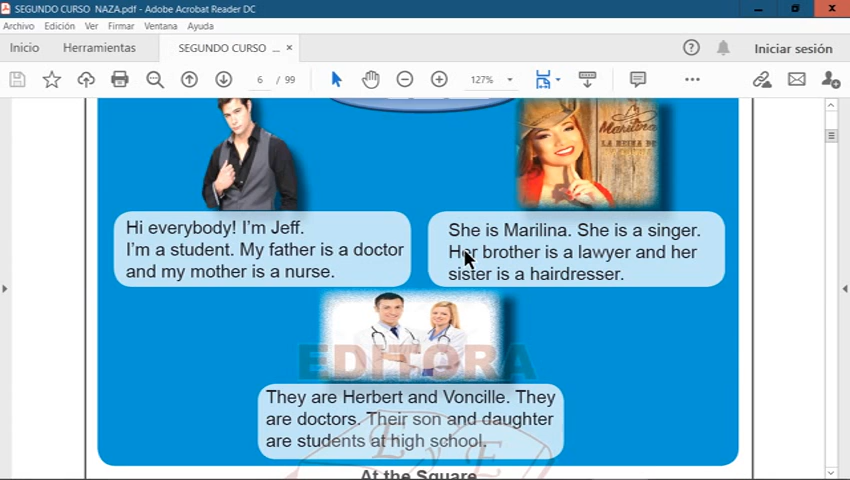 SEGUNDO CURSO NAZA.pdf - Adobe Acrobat Reader DC
Archivo Edición Ver Firmar Ventana Ayuda
Inicio Herramientas SEGUNDO CURSO ... × Iniciar sesión
6 / 99 127%
Marilina
LA REINA DE
Hi everybody! I'm Jeff.
I'm a student. My father is a doctor
and my mother is a nurse.
She is Marilina. She is a singer.
Her brother is a lawyer and her
sister is a hairdresser.
EDITORA
They are Herbert and Voncille. They
are doctors. Their son and daughter
are students at high school.
E y E
At the Square